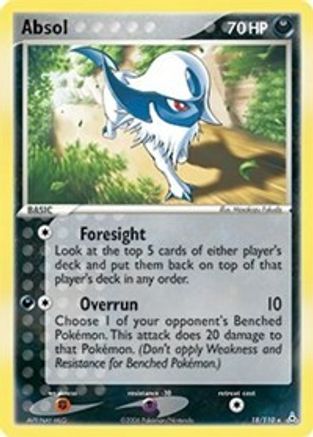 Absol
70 HP
Illus. Masakazu Fukuda
BASIC
Foresight
Look at the top 5 cards of either player's
deck and put them back on top of that
player's deck in any order.
Overrun 10
Choose 1 of your opponent's Benched
Pokémon. This attack does 20 damage to
that Pokémon. (Don't apply Weakness and
Resistance for Benched Pokémon.)
weakness
resistance -30
retreat cost
©2006 Pokémon/Nintendo
18/110